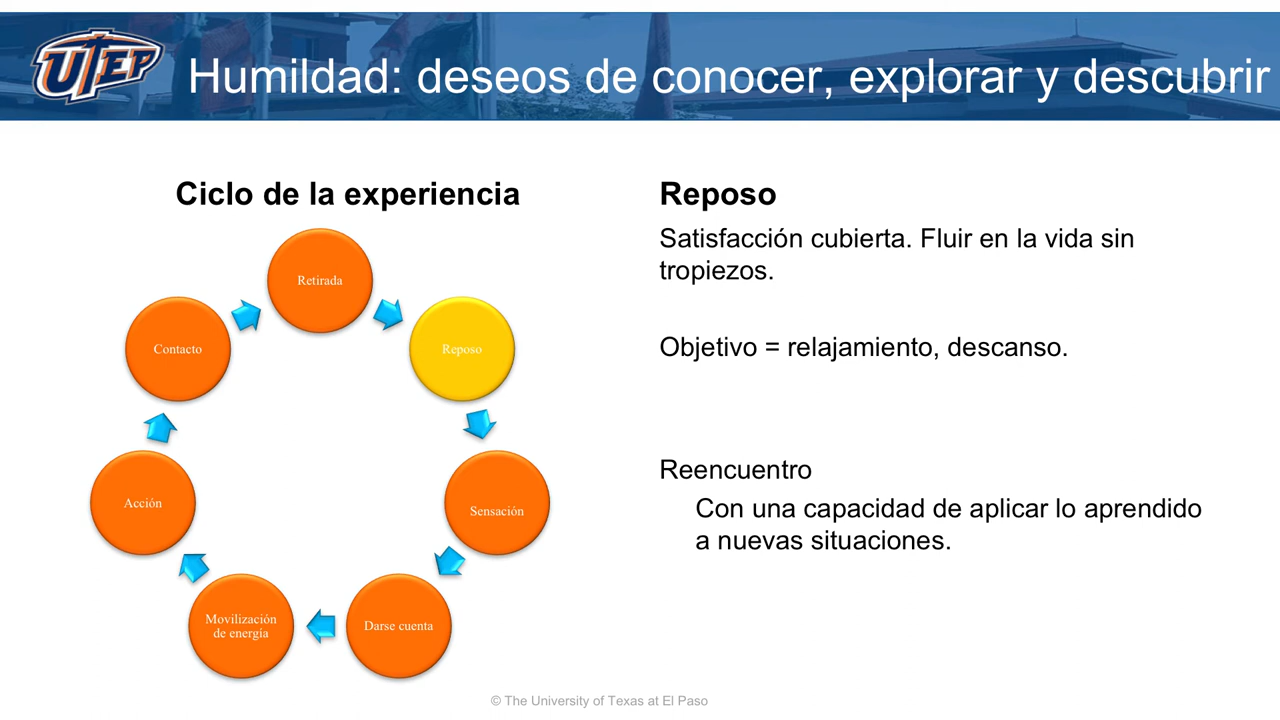 UTEP
Humildad: deseos de conocer, explorar y descubrir
Ciclo de la experiencia
Retirada
Reposo
Sensación
Darse cuenta
Movilización
de energía
Acción
Contacto
Reposo
Satisfacción cubierta. Fluir en la vida sin
tropiezos.
Objetivo = relajamiento, descanso.
Reencuentro
Con una capacidad de aplicar lo aprendido
a nuevas situaciones.
© The University of Texas at El Paso